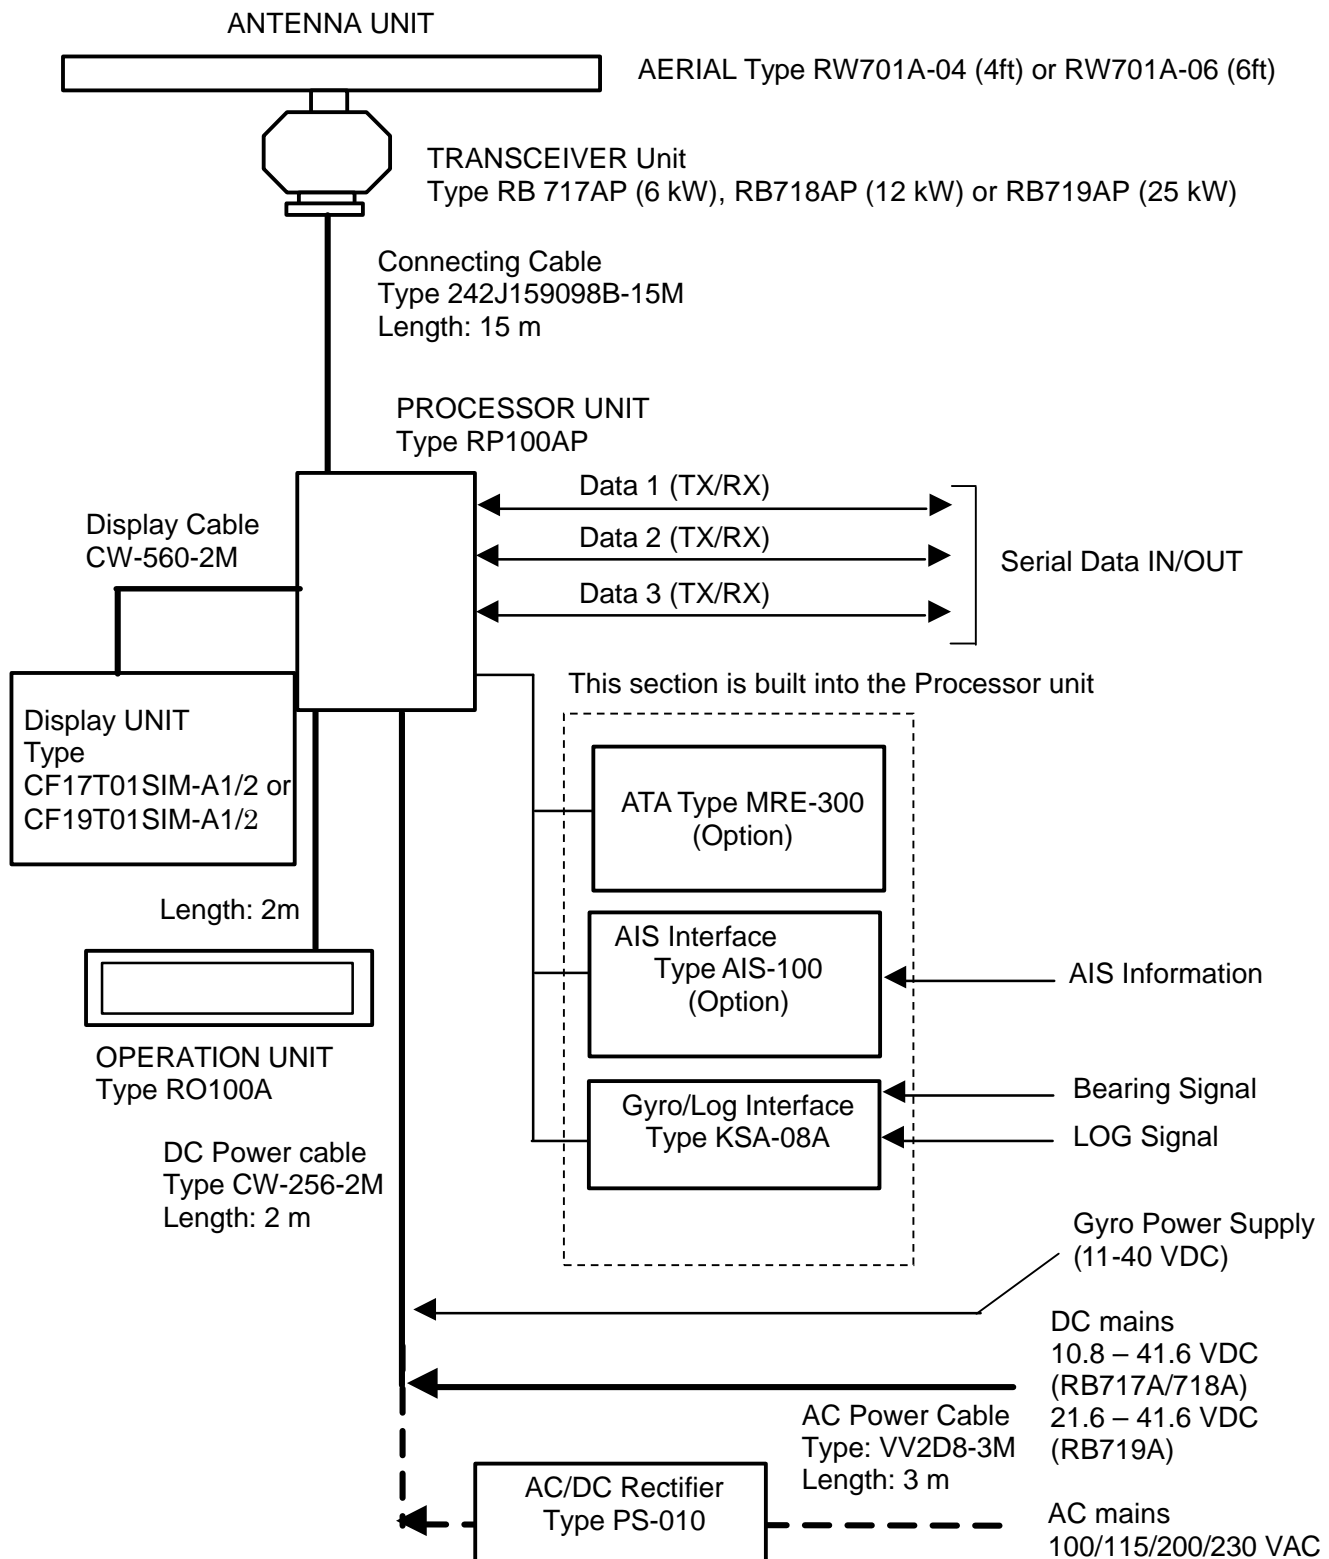 ANTENNA UNIT
AERIAL Type RW701A-04 (4ft) or RW701A-06 (6ft)
TRANSCEIVER Unit
Type RB 717AP (6 kW), RB718AP (12 kW) or RB719AP (25 kW)
Connecting Cable
Type 242J159098B-15M
Length: 15 m
PROCESSOR UNIT
Type RP100AP
Data 1 (TX/RX)
Data 2 (TX/RX)
Data 3 (TX/RX)
Serial Data IN/OUT
Display Cable
CW-560-2M
This section is built into the Processor unit
Display UNIT
Type
CF17T01SIM-A1/2 or
CF19T01SIM-A1/2
ATA Type MRE-300
(Option)
Length: 2m
AIS Interface
Type AIS-100
(Option)
AIS Information
OPERATION UNIT
Type RO100A
Gyro/Log Interface
Type KSA-08A
Bearing Signal
LOG Signal
DC Power cable
Type CW-256-2M
Length: 2 m
Gyro Power Supply
(11-40 VDC)
DC mains
10.8 – 41.6 VDC
(RB717A/718A)
21.6 – 41.6 VDC
(RB719A)
AC Power Cable
Type: VV2D8-3M
Length: 3 m
AC/DC Rectifier
Type PS-010
AC mains
100/115/200/230 VAC